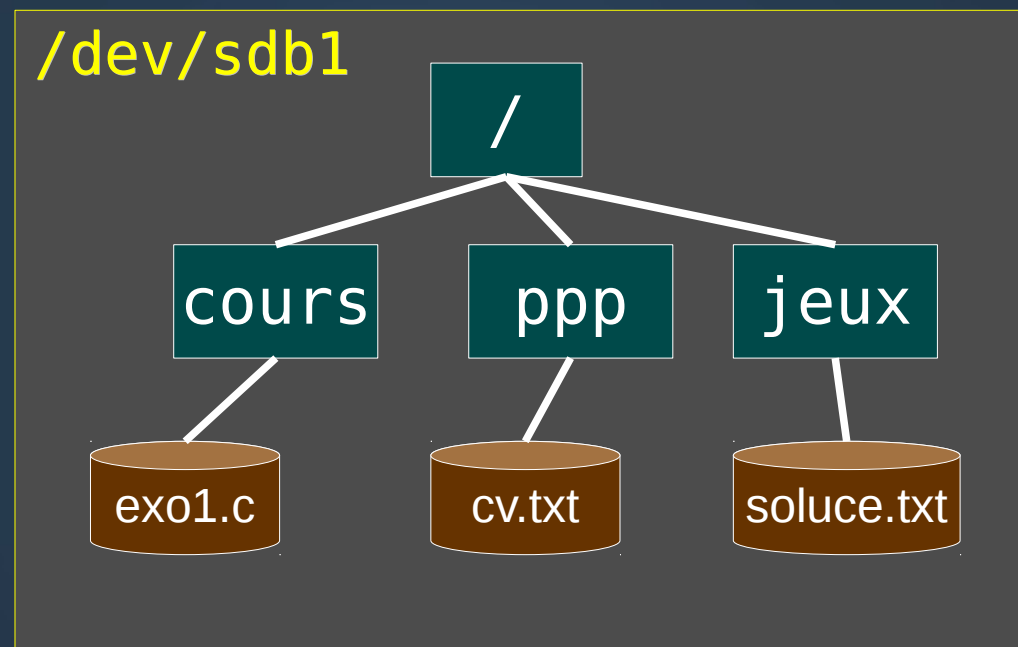 /dev/sdb1
/
cours
ppp
jeux
exo1.c
cv.txt
soluce.txt